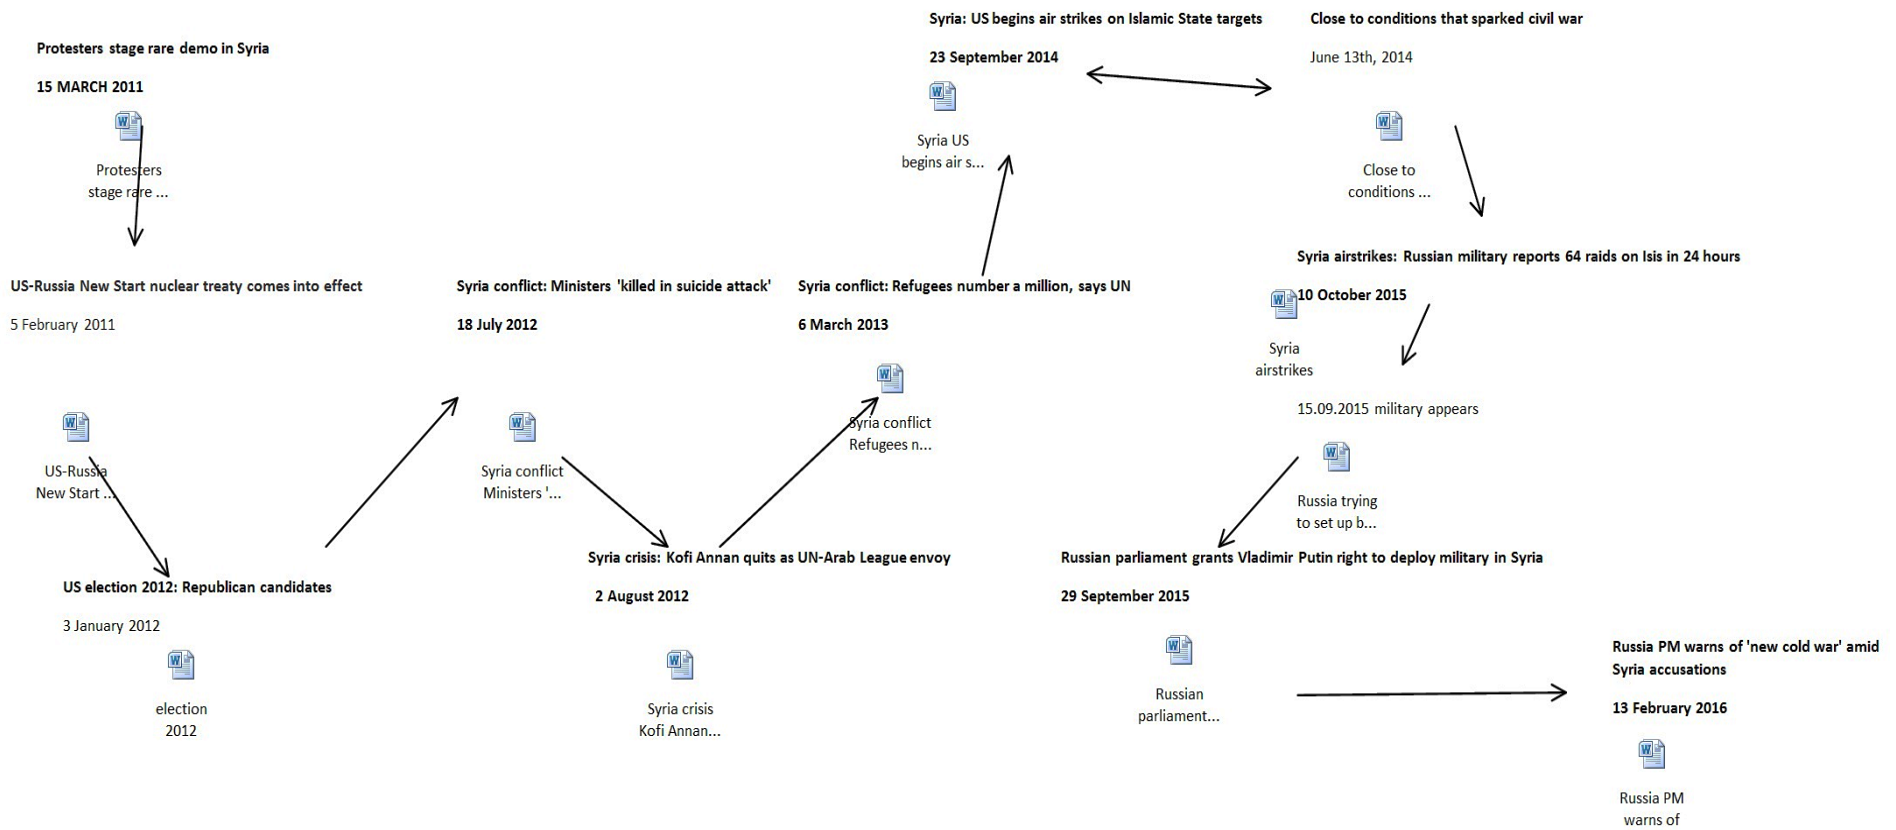 Protesters stage rare demo in Syria
15 MARCH 2011
Protesters
stage rare ...
US-Russia New Start nuclear treaty comes into effect
5 February 2011
US-Russia
New Start ...
US election 2012: Republican candidates
3 January 2012
election
2012
Syria conflict: Ministers 'killed in suicide attack'
18 July 2012
Syria conflict
Ministers '...
Syria crisis: Kofi Annan quits as UN-Arab League envoy
2 August 2012
Syria crisis
Kofi Annan...
Syria conflict: Refugees number a million, says UN
6 March 2013
Syria conflict
Refugees n...
Syria: US begins air strikes on Islamic State targets
23 September 2014
Syria US
begins air s...
Close to conditions that sparked civil war
June 13th, 2014
Close to
conditions ...
Syria airstrikes: Russian military reports 64 raids on Isis in 24 hours
10 October 2015
Syria
airstrikes
15.09.2015 military appears
Russia trying
to set up b...
Russian parliament grants Vladimir Putin right to deploy military in Syria
29 September 2015
Russian
parliament...
Russia PM warns of 'new cold war' amid
Syria accusations
13 February 2016
Russia PM
warns of